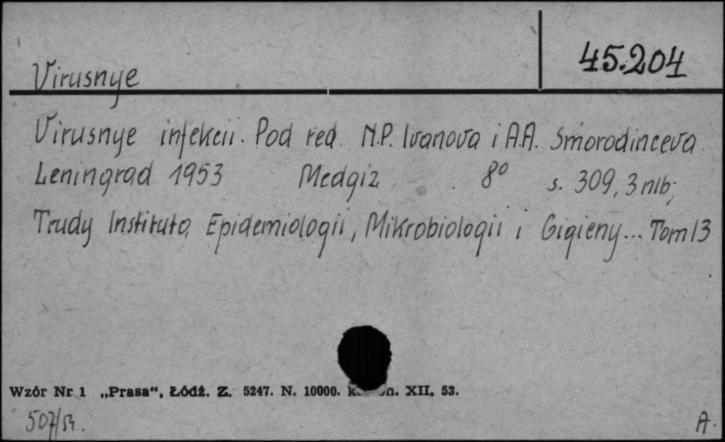 45.204
Virusnye
Virusnye infekcii. Pod red. N.P. Ivanova i A.A. Smorodinceva.
Leningrad 1953 Medgiz 8° s. 309, 3 nlb;
Trudy Instituta Epidemiologii, Mikrobiologii i Gigieny... Tom 13
Wzór Nr 1 „Prasa“, Łódź. Z. 5247. N. 10000. XII. 53.
507/54.
A.